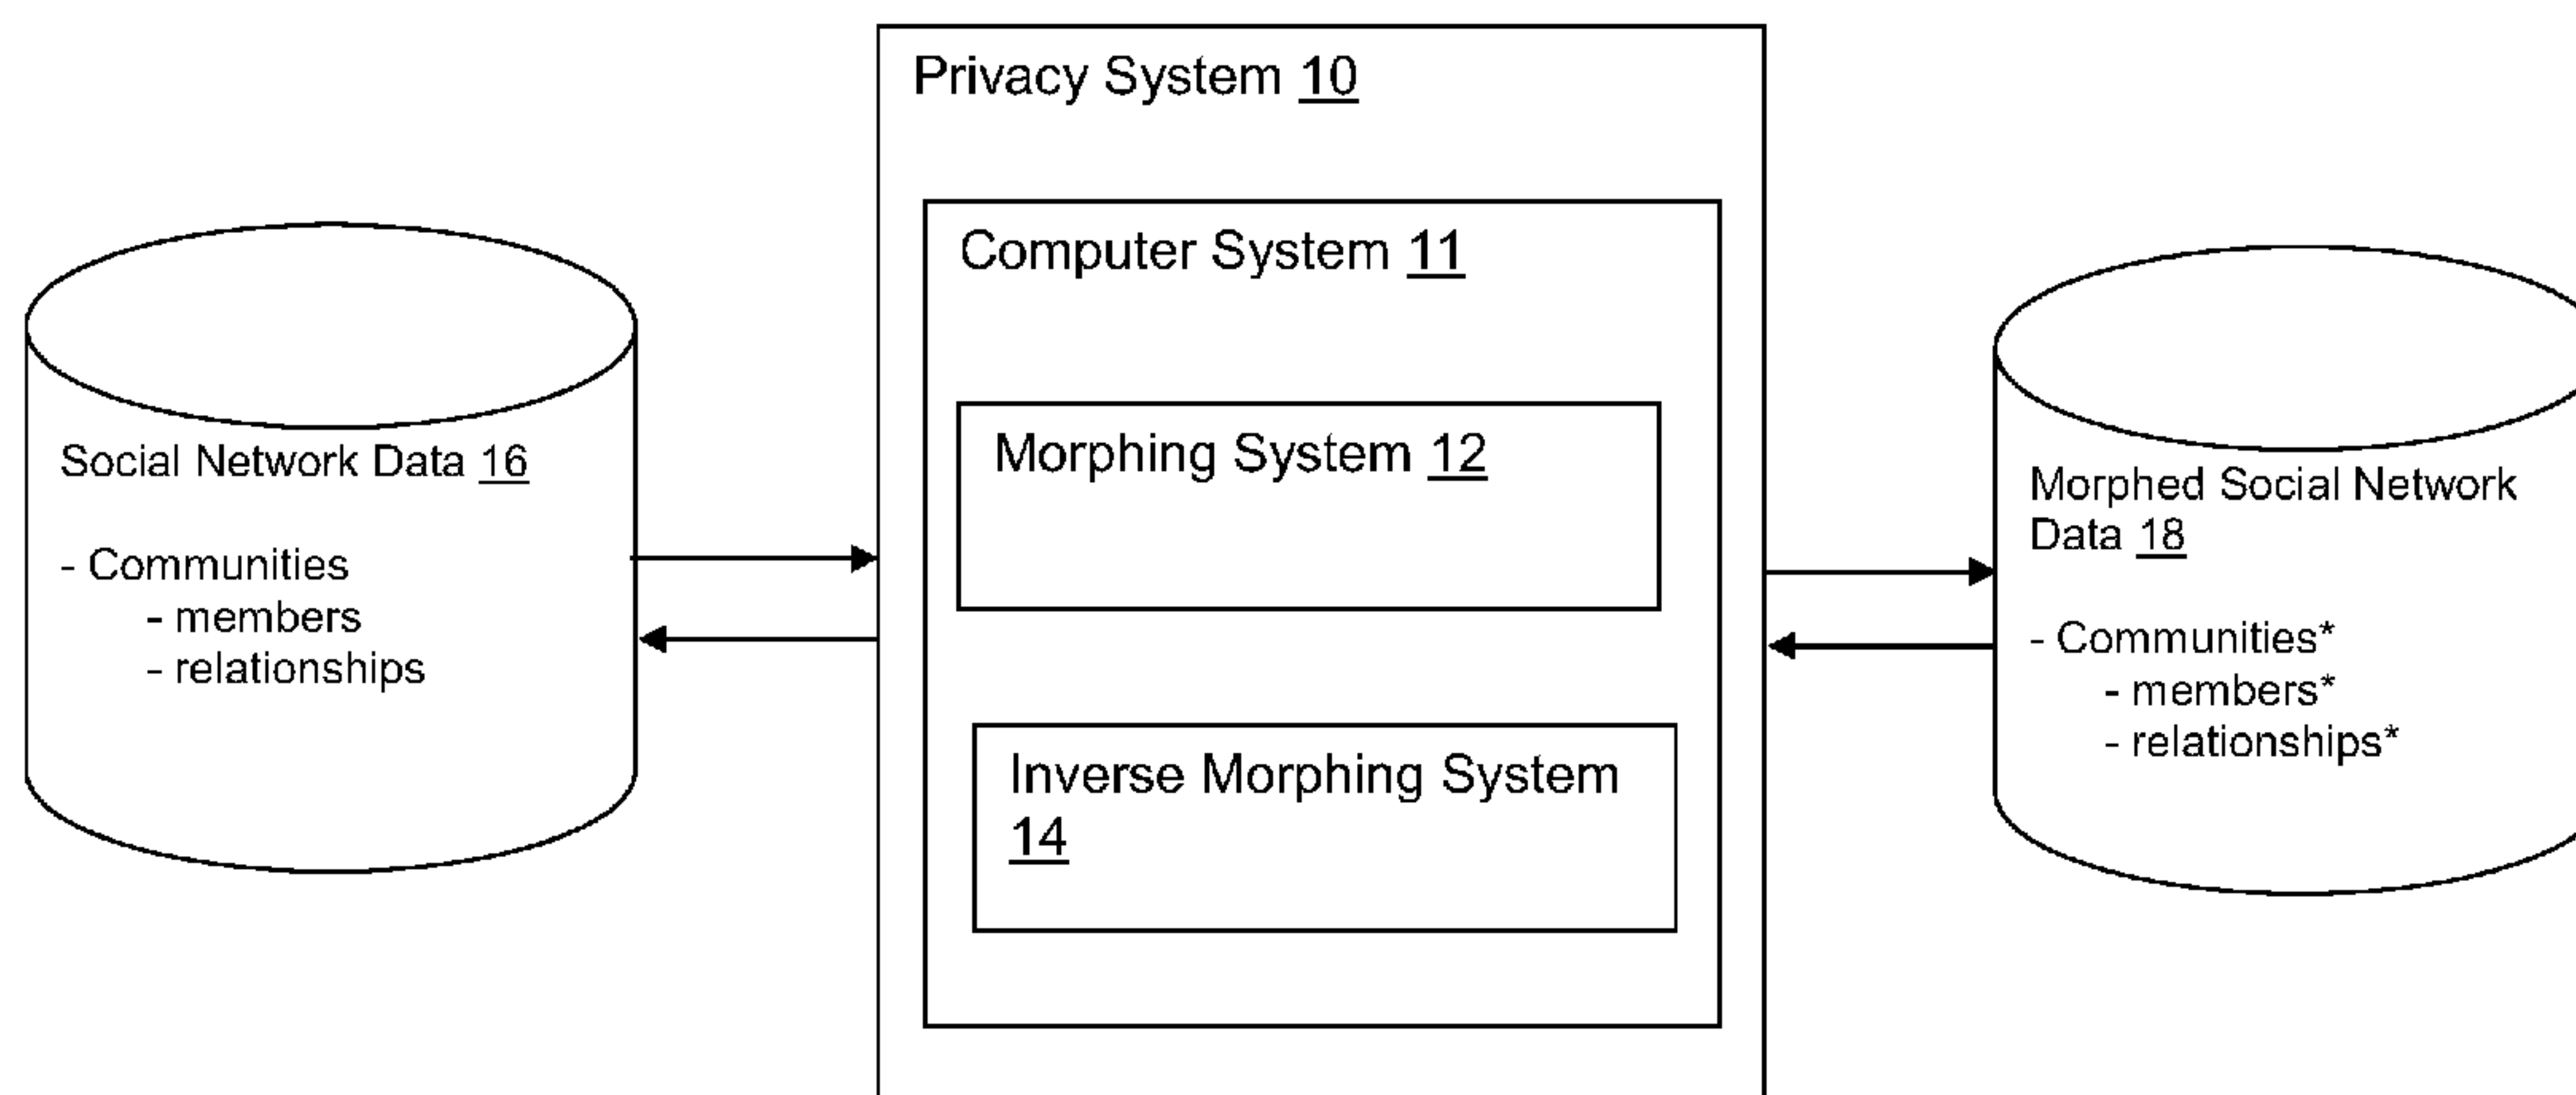 Privacy System 10
Computer System 11
Morphing System 12
Inverse Morphing System
14
Social Network Data 16
- Communities
- members
- relationships
Morphed Social Network
Data 18
- Communities*
- members*
- relationships*